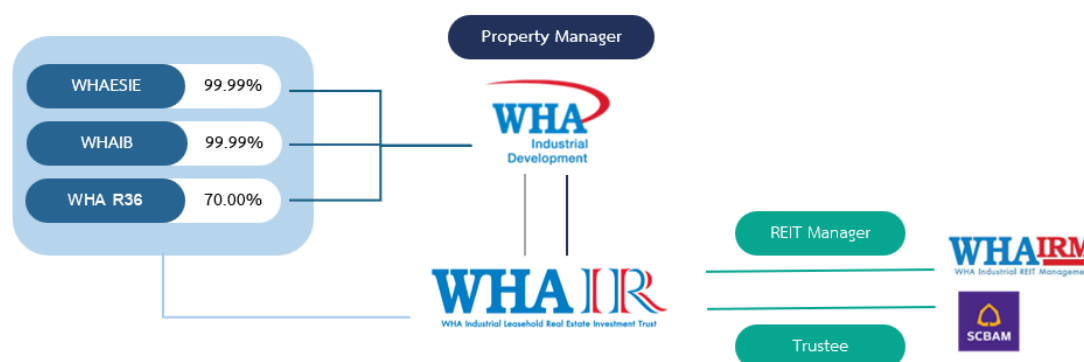 Property Manager
WHAESIE 99.99%
WHAIB 99.99%
WHA R36 70.00%
WHA
Industrial
Development
WHAIR
WHA Industrial Leasehold Real Estate Investment Trust
REIT Manager
WHAIRM
WHA Industrial REIT Managemen
SCBAM
Trustee